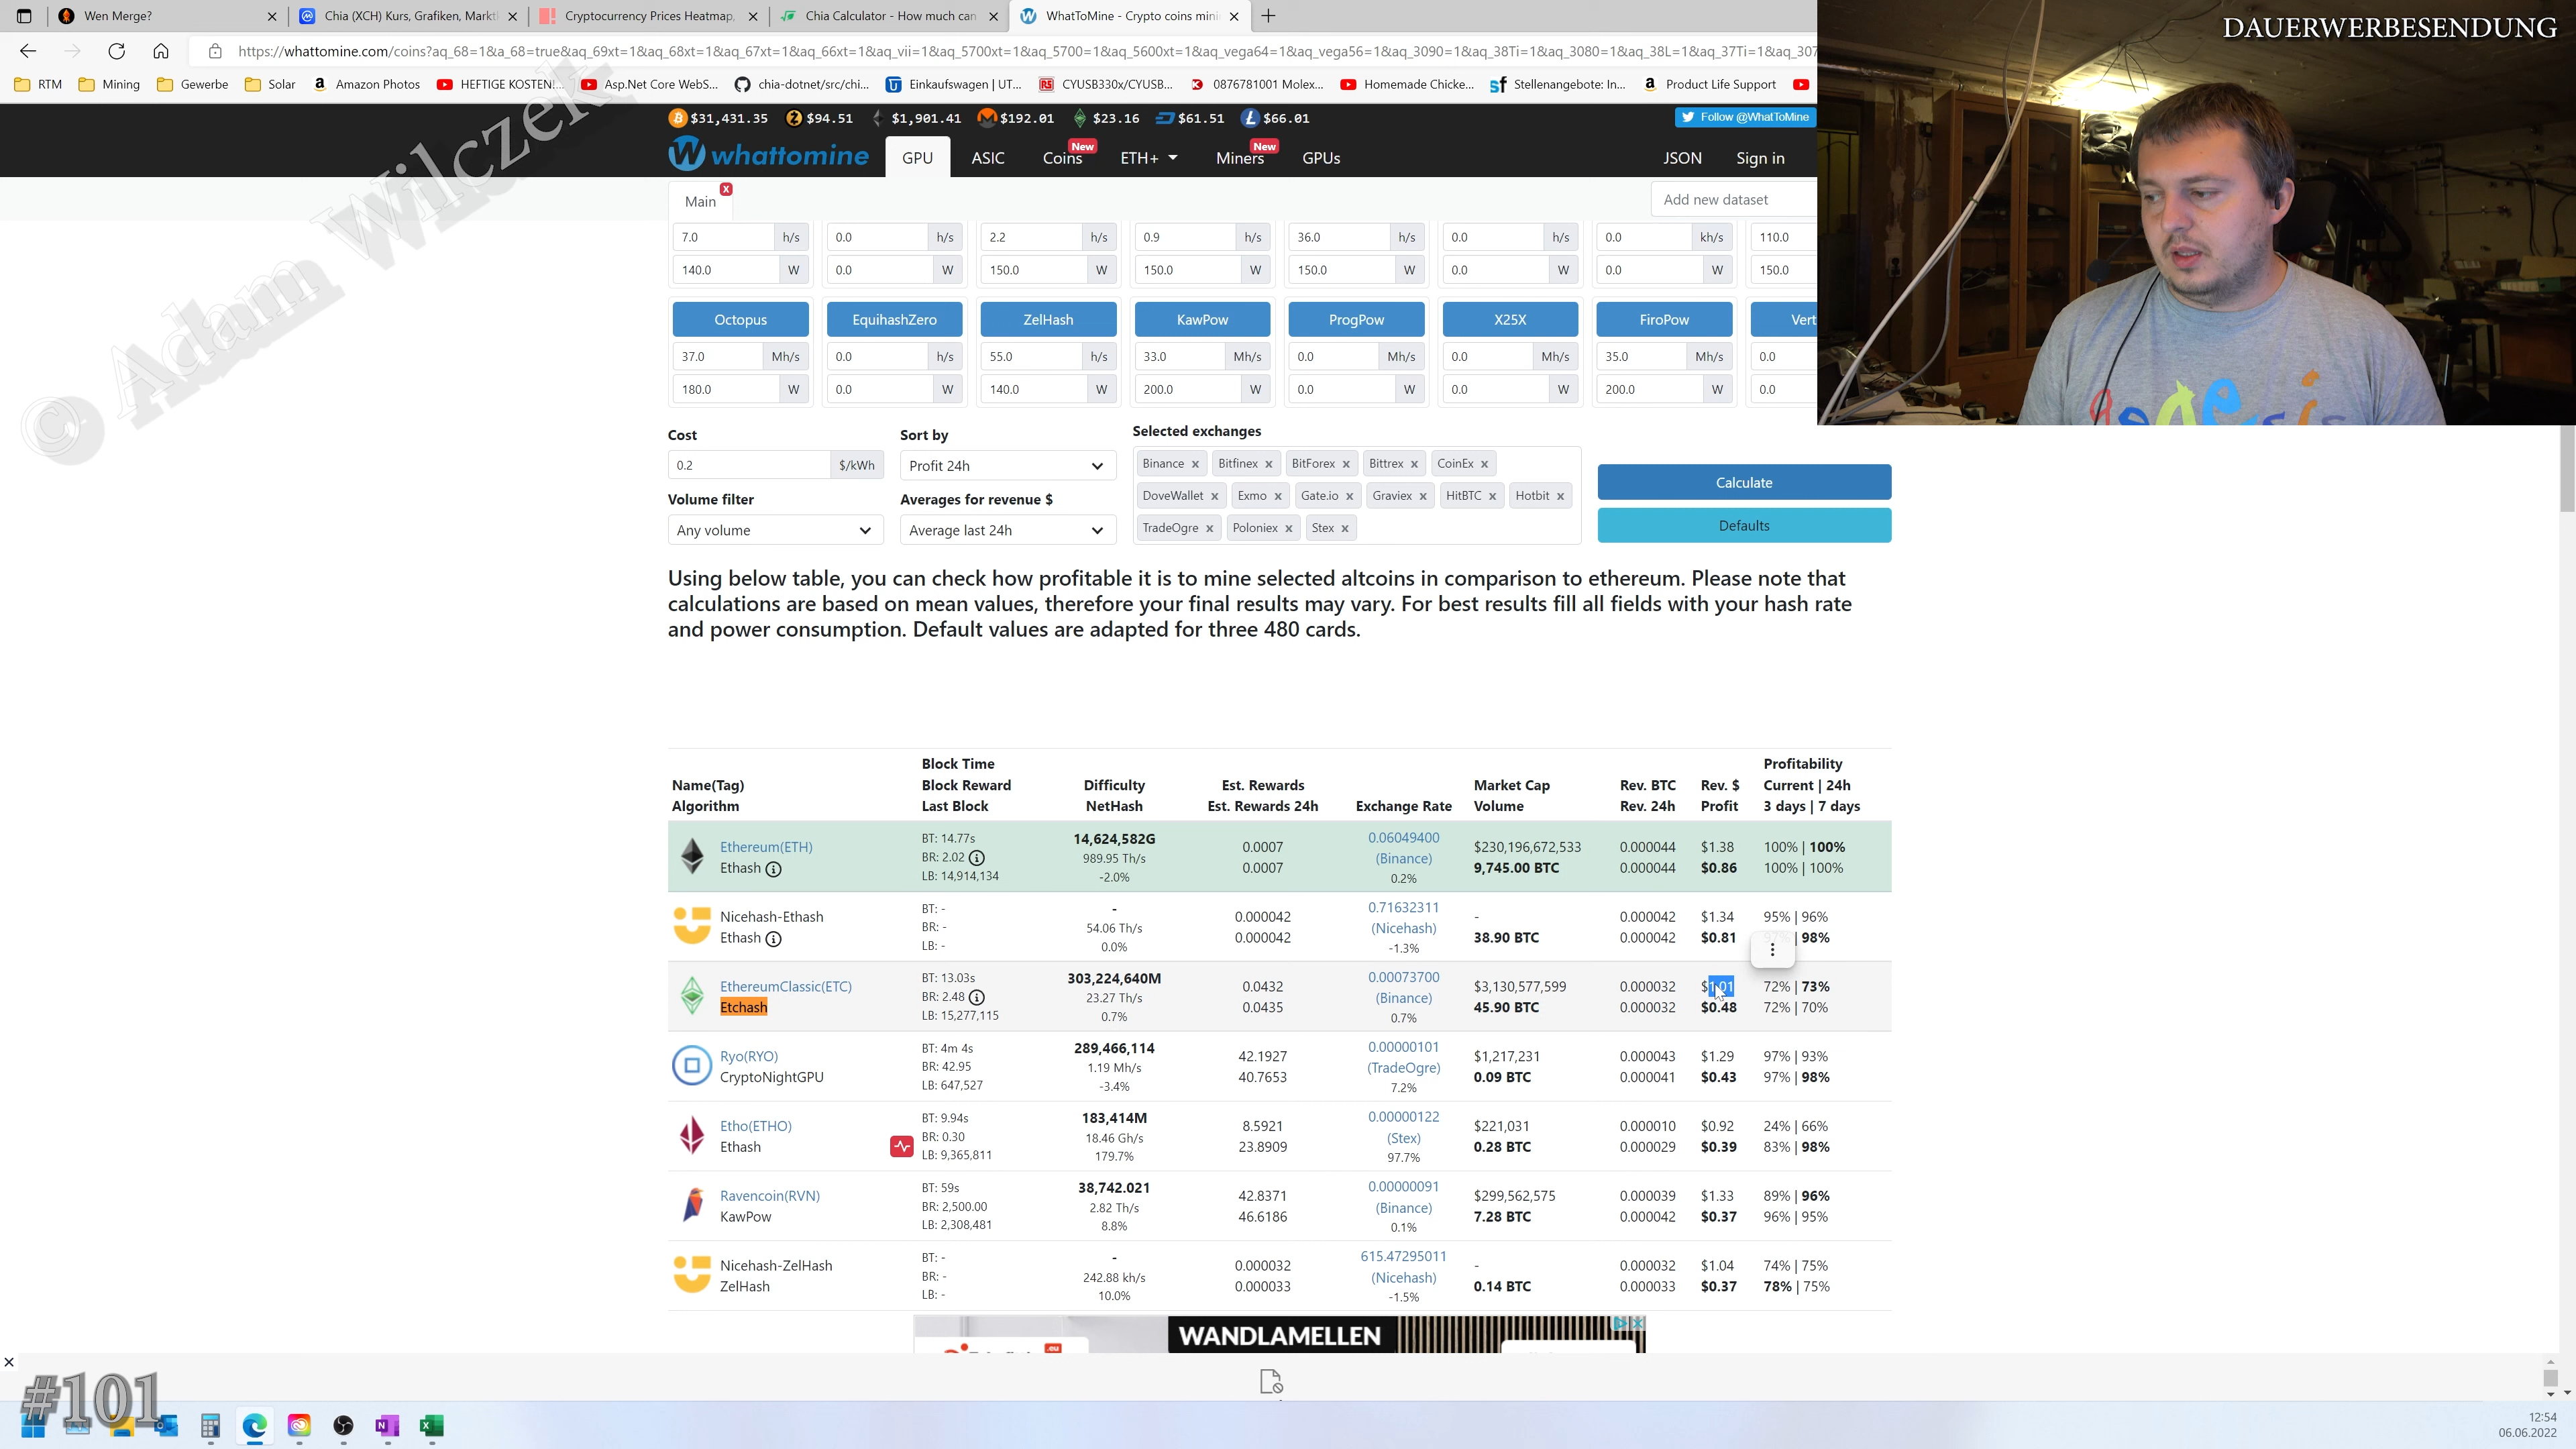 Wen Merge?
Chia (XCH) Kurs, Grafiken, Markt
Cryptocurrency Prices Heatmap,
Chia Calculator - How much can
WhatToMine - Crypto coins mini
https://whattomine.com/coins?aq_68=1&a_68=true&aq_69xt=1&aq_68xt=1&aq_67xt=1&aq_66xt=1&aq_vii=1&aq_5700xt=1&aq_5700=1&aq_5600xt=1&aq_vega64=1&aq_vega56=1&aq_3090=1&aq_38Ti=1&aq_3080=1&aq_38L=1&aq_37Ti=1&aq_307
RTM Mining Gewerbe Solar Amazon Photos HEFTIGE KOSTEN!... Asp.Net Core WebS... chia-dotnet/src/chi... Einkaufswagen | UT... CYUSB330x/CYUSB... 0876781001 Molex... Homemade Chicke... Stellenangebote: In... Product Life Support
DAUERWERBESENDUNG
© Adam Wilczek
$31,431.35 $94.51 $1,901.41 $192.01 $23.16 $61.51 $66.01
Follow @WhatToMine
whattomine GPU ASIC Coins New ETH+ Miners New GPUs JSON Sign in
Main x Add new dataset
7.0 h/s 0.0 h/s 2.2 h/s 0.9 h/s 36.0 h/s 0.0 h/s 0.0 kh/s 110.0
140.0 W 0.0 W 150.0 W 150.0 W 150.0 W 0.0 W 0.0 W 150.0
Octopus EquihashZero ZelHash KawPow ProgPow X25X FiroPow Vert
37.0 Mh/s 0.0 h/s 55.0 h/s 33.0 Mh/s 0.0 Mh/s 0.0 Mh/s 35.0 Mh/s 0.0
180.0 W 0.0 W 140.0 W 200.0 W 0.0 W 0.0 W 200.0 W 0.0
genesis
Cost Sort by Selected exchanges
0.2 $/kWh Profit 24h
Binance x Bitfinex x BitForex x Bittrex x CoinEx x
Calculate
Volume filter Averages for revenue $
DoveWallet x Exmo x Gate.io x Graviex x HitBTC x Hotbit x
Any volume Average last 24h
TradeOgre x Poloniex x Stex x
Defaults
Using below table, you can check how profitable it is to mine selected altcoins in comparison to ethereum. Please note that
calculations are based on mean values, therefore your final results may vary. For best results fill all fields with your hash rate
and power consumption. Default values are adapted for three 480 cards.
Block Time Profitability
Name(Tag) Block Reward Difficulty Est. Rewards Market Cap Rev. BTC Rev. $ Current | 24h
Algorithm Last Block NetHash Est. Rewards 24h Exchange Rate Volume Rev. 24h Profit 3 days | 7 days
BT: 14.77s 14,624,582G 0.06049400
Ethereum(ETH) BR: 2.02 989.95 Th/s 0.0007 (Binance) $230,196,672,533 0.000044 $1.38 100% | 100%
Ethash LB: 14,914,134 -2.0% 0.0007 0.2% 9,745.00 BTC 0.000044 $0.86 100% | 100%
BT: - - 0.71632311
Nicehash-Ethash BR: - 54.06 Th/s 0.000042 (Nicehash) - 0.000042 $1.34 95% | 96%
Ethash LB: - 0.0% 0.000042 -1.3% 38.90 BTC 0.000042 $0.81 | 98%
BT: 13.03s 303,224,640M 0.00073700
EthereumClassic(ETC) BR: 2.48 23.27 Th/s 0.0432 (Binance) $3,130,577,599 0.000032 $1.01 72% | 73%
Etchash LB: 15,277,115 0.7% 0.0435 0.7% 45.90 BTC 0.000032 $0.48 72% | 70%
BT: 4m 4s 289,466,114 0.00000101
Ryo(RYO) BR: 42.95 1.19 Mh/s 42.1927 (TradeOgre) $1,217,231 0.000043 $1.29 97% | 93%
CryptoNightGPU LB: 647,527 -3.4% 40.7653 7.2% 0.09 BTC 0.000041 $0.43 97% | 98%
BT: 9.94s 183,414M 0.00000122
Etho(ETHO) BR: 0.30 18.46 Gh/s 8.5921 (Stex) $221,031 0.000010 $0.92 24% | 66%
Ethash LB: 9,365,811 179.7% 23.8909 97.7% 0.28 BTC 0.000029 $0.39 83% | 98%
BT: 59s 38,742.021 0.00000091
Ravencoin(RVN) BR: 2,500.00 2.82 Th/s 42.8371 (Binance) $299,562,575 0.000039 $1.33 89% | 96%
KawPow LB: 2,308,481 8.8% 46.6186 0.1% 7.28 BTC 0.000042 $0.37 96% | 95%
BT: - - 615.47295011
Nicehash-ZelHash BR: - 242.88 kh/s 0.000032 (Nicehash) - 0.000032 $1.04 74% | 75%
ZelHash LB: - 10.0% 0.000033 -1.5% 0.14 BTC 0.000033 $0.37 78% | 75%
WANDLAMELLEN
.eu
#101
12:54
06.06.2022